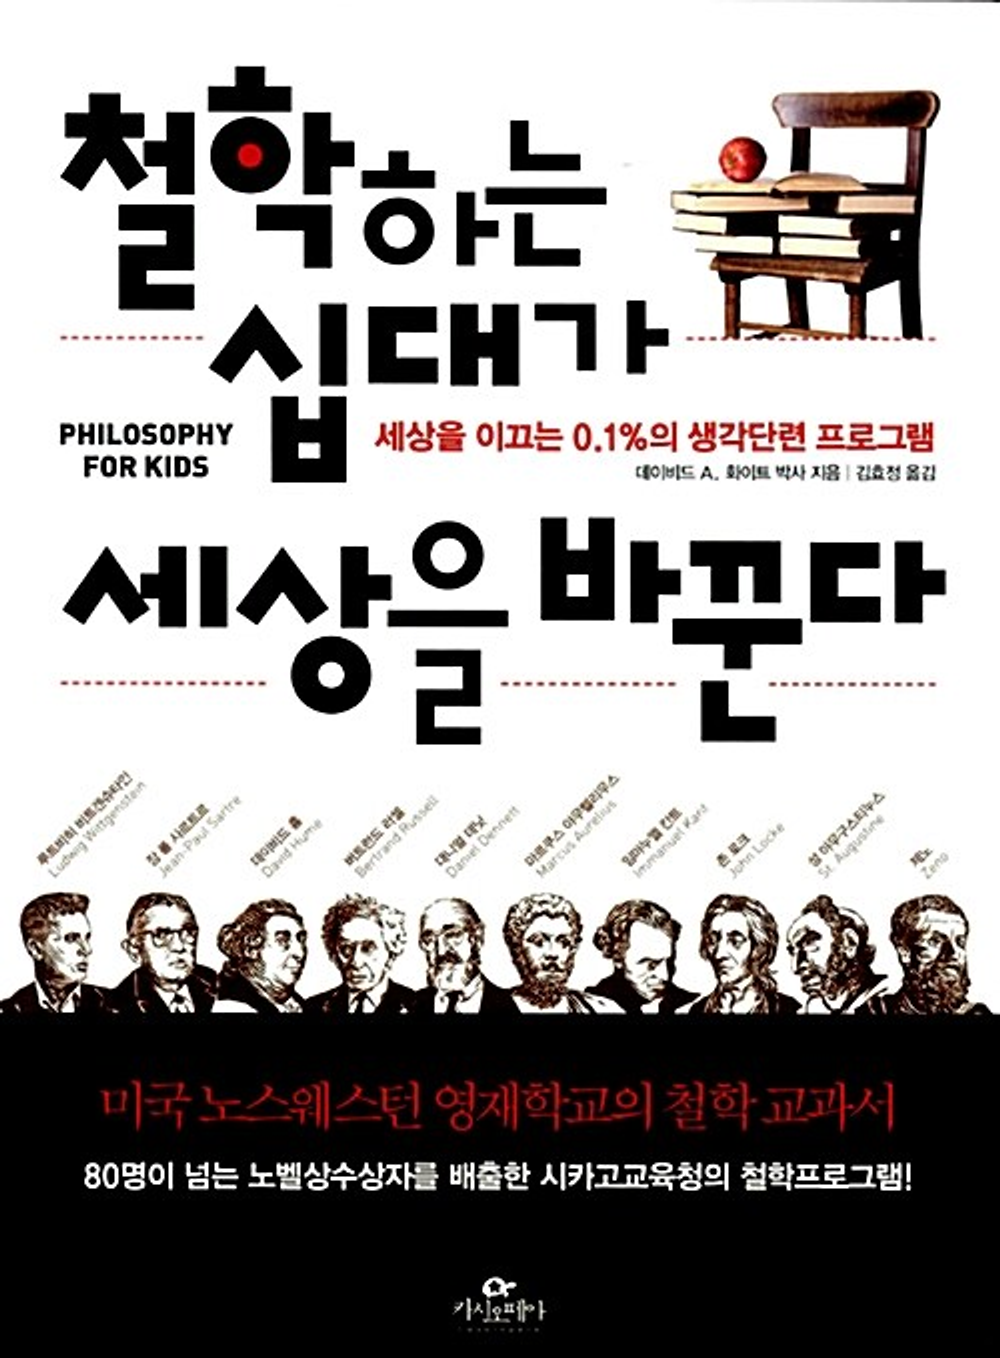 철학하는
십대가
PHILOSOPHY
FOR KIDS
세상을 이끄는 0.1%의 생각단련 프로그램
데이비드 A. 화이트 박사 지음 | 김효정 옮김
세상을 바꾼다
루트비히 비트겐슈타인
Ludwig Wittgenstein
장 폴 사르트르
Jean-Paul Sartre
데이비드 흄
David Hume
버트런드 러셀
Bertrand Russell
대니얼 데닛
Daniel Dennett
마르쿠스 아우렐리우스
Marcus Aurelius
임마누엘 칸트
Immanuel Kant
존 로크
John Locke
성 아우구스티누스
St. Augustine
제노
Zeno
미국 노스웨스턴 영재학교의 철학 교과서
80명이 넘는 노벨상수상자를 배출한 시카고교육청의 철학프로그램!
카시오페아